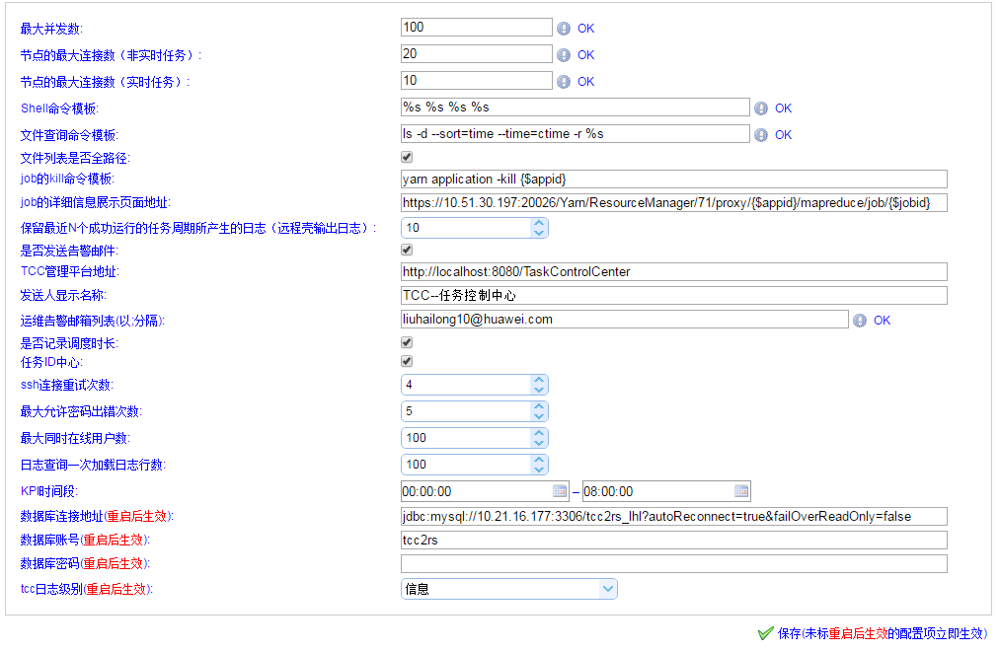 最大并发数: 100 OK
节点的最大连接数（非实时任务）: 20 OK
节点的最大连接数（实时任务）: 10 OK
Shell命令模板: %s %s %s %s OK
文件查询命令模板: ls -d --sort=time --time=ctime -r %s OK
文件列表是否全路径:
job的kill命令模板: yarn application -kill {$appid}
job的详细信息展示页面地址: https://10.51.30.197:20026/Yarn/ResourceManager/71/proxy/{$appid}/mapreduce/job/{$jobid}
保留最近N个成功运行的任务周期所产生的日志（远程壳输出日志）: 10
是否发送告警邮件:
TCC管理平台地址: http://localhost:8080/TaskControlCenter
发送人显示名称: TCC--任务控制中心
运维告警邮箱列表(以;分隔): liuhailong10@huawei.com OK
是否记录调度时长:
任务ID中心:
ssh连接重试次数: 4
最大允许密码出错次数: 5
最大同时在线用户数: 100
日志查询一次加载日志行数: 100
KPI时间段: 00:00:00 – 08:00:00
数据库连接地址(重启后生效): jdbc:mysql://10.21.16.177:3306/tcc2rs_lhl?autoReconnect=true&failOverReadOnly=false
数据库账号(重启后生效): tcc2rs
数据库密码(重启后生效):
tcc日志级别(重启后生效): 信息
保存(未标重启后生效的配置项立即生效)